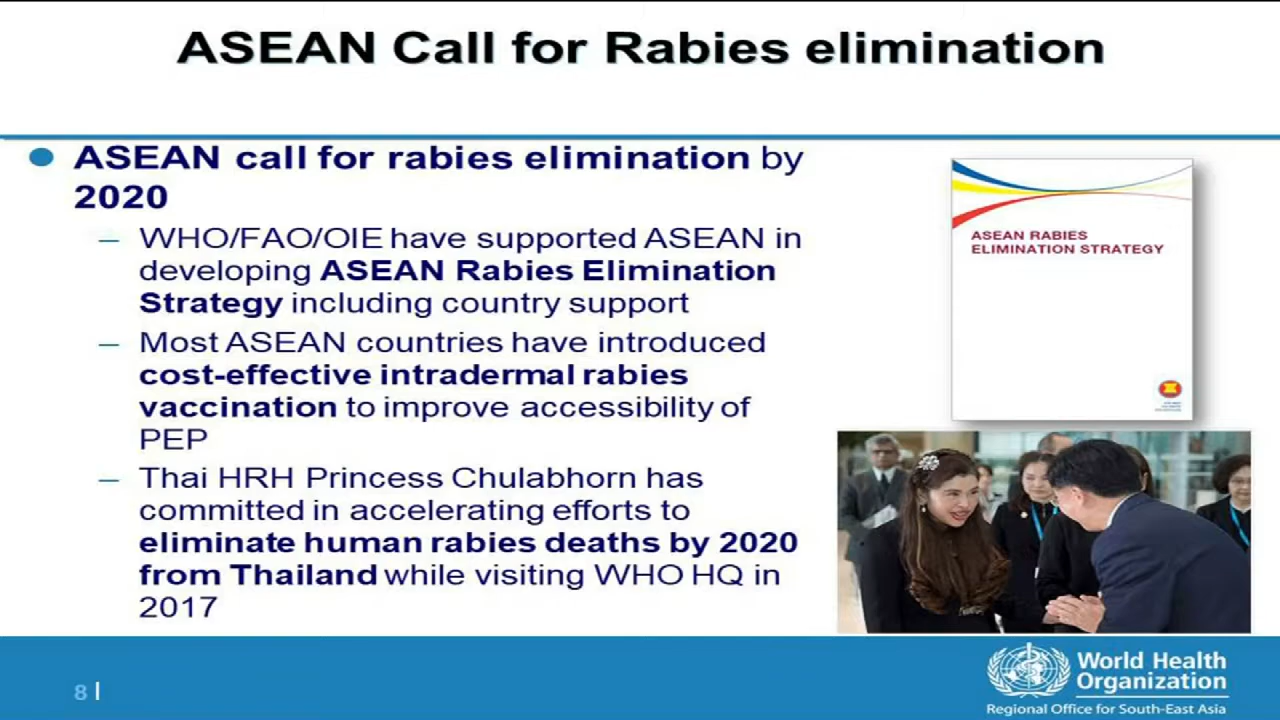 ASEAN Call for Rabies elimination
ASEAN call for rabies elimination by
2020
– WHO/FAO/OIE have supported ASEAN in
developing ASEAN Rabies Elimination
Strategy including country support
– Most ASEAN countries have introduced
cost-effective intradermal rabies
vaccination to improve accessibility of
PEP
– Thai HRH Princess Chulabhorn has
committed in accelerating efforts to
eliminate human rabies deaths by 2020
from Thailand while visiting WHO HQ in
2017
ASEAN RABIES
ELIMINATION STRATEGY
8 |
World Health
Organization
Regional Office for South-East Asia